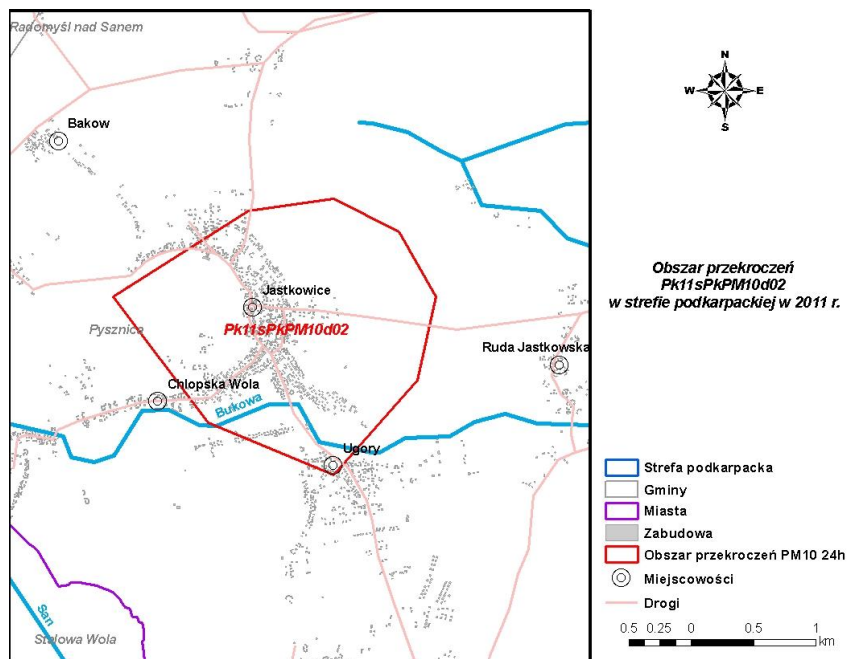 Radomyśl nad Sanem
Bakow
Jastkowice
Pk11sPkPM10d02
Pysznica
Ruda Jastkowska
Chlopska Wola
Bukowa
Ugory
San
Stalowa Wola
N
W E
S
Obszar przekroczeń
Pk11sPkPM10d02
w strefie podkarpackiej w 2011 r.
Strefa podkarpacka
Gminy
Miasta
Zabudowa
Obszar przekroczeń PM10 24h
Miejscowości
Drogi
0.5 0.25 0 0.5 1
km